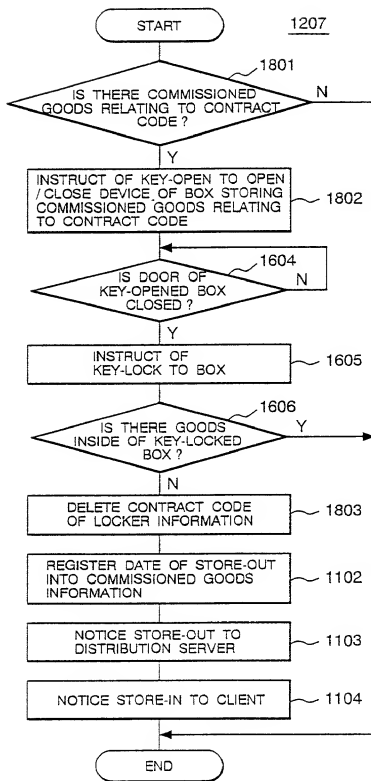 START
1207
1801
IS THERE COMMISSIONED
GOODS RELATING TO CONTRACT
CODE ?
N
Y
INSTRUCT OF KEY-OPEN TO OPEN
/ CLOSE DEVICE OF BOX STORING
COMMISSIONED GOODS RELATING
TO CONTRACT CODE
1802
1604
IS DOOR OF
KEY-OPENED BOX
CLOSED ?
N
Y
INSTRUCT OF
KEY-LOCK TO BOX
1605
1606
IS THERE GOODS
INSIDE OF KEY-LOCKED
BOX ?
Y
N
DELETE CONTRACT CODE
OF LOCKER INFORMATION
1803
REGISTER DATE OF STORE-OUT
INTO COMMISSIONED GOODS
INFORMATION
1102
NOTICE STORE-OUT TO
DISTRIBUTION SERVER
1103
NOTICE STORE-IN TO CLIENT
1104
END